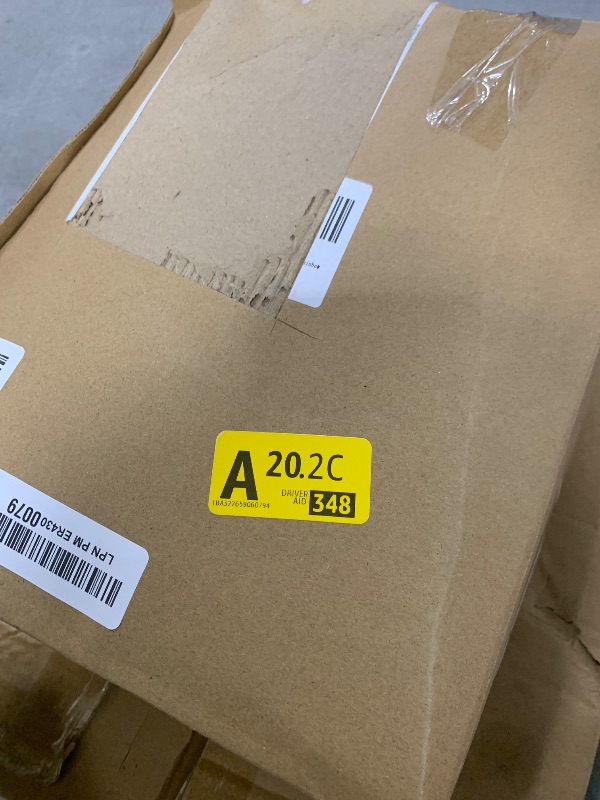 A 20.2C
DRIVER AID 348
LPN PM ER4300079